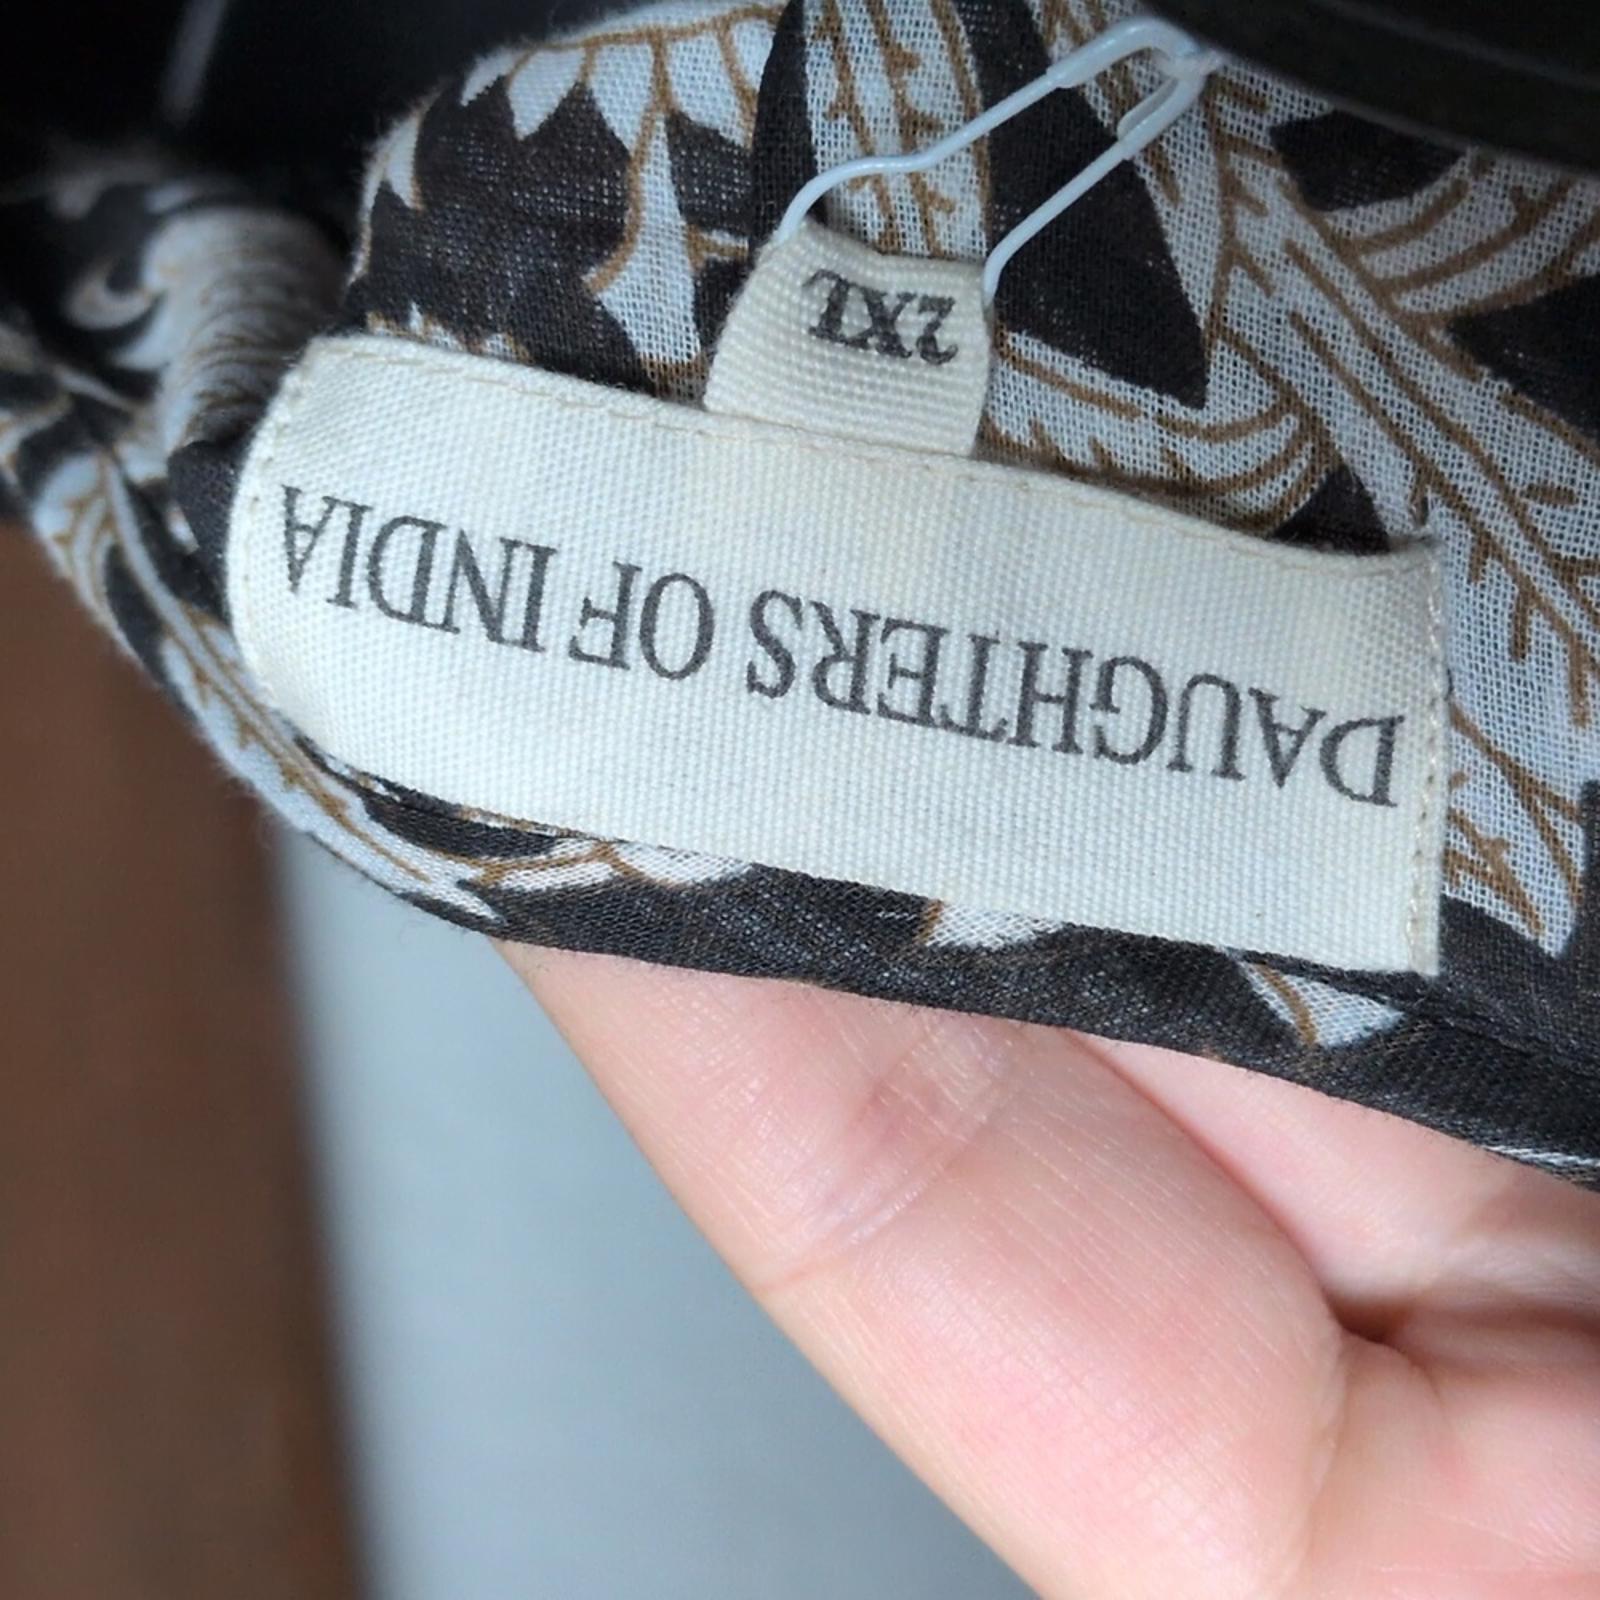 DAUGHTERS OF INDIA
2XL